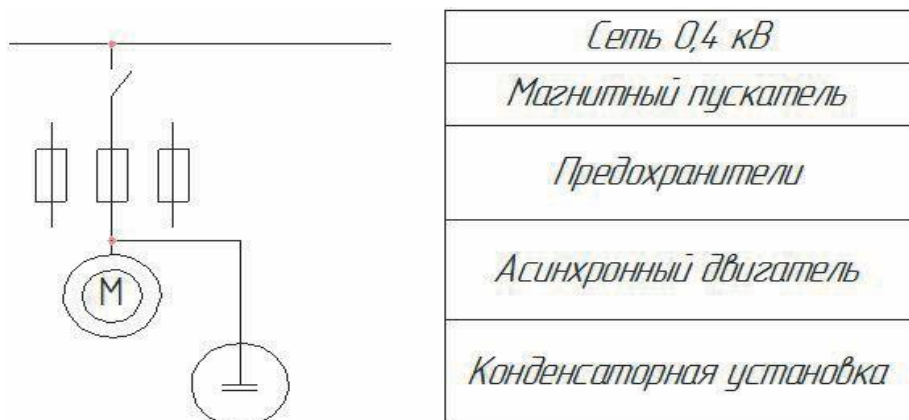 Сеть 0,4 кВ
Магнитный пускатель
Предохранители
М
Асинхронный двигатель
Конденсаторная установка